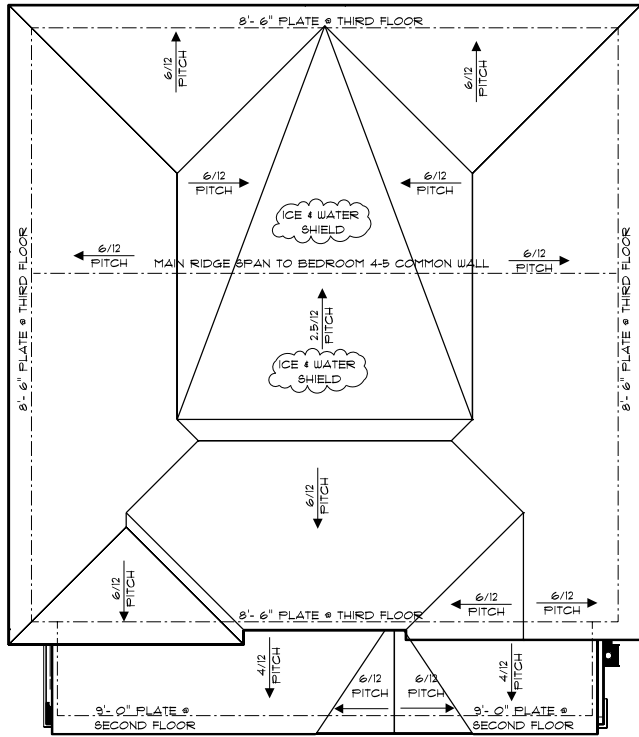 8'- 6" PLATE @ THIRD FLOOR
6/12
PITCH
6/12
PITCH
6/12
PITCH
6/12
PITCH
ICE & WATER
SHIELD
6/12
PITCH
MAIN RIDGE SPAN TO BEDROOM 4-5 COMMON WALL
6/12
PITCH
8'- 6" PLATE @ THIRD FLOOR
8'- 6" PLATE @ THIRD FLOOR
2.5/12
PITCH
ICE & WATER
SHIELD
6/12
PITCH
6/12
PITCH
6/12
PITCH
6/12
PITCH
8'- 6" PLATE @ THIRD FLOOR
4/12
PITCH
6/12
PITCH
6/12
PITCH
4/12
PITCH
9'- 0" PLATE @
SECOND FLOOR
9'- 0" PLATE @
SECOND FLOOR